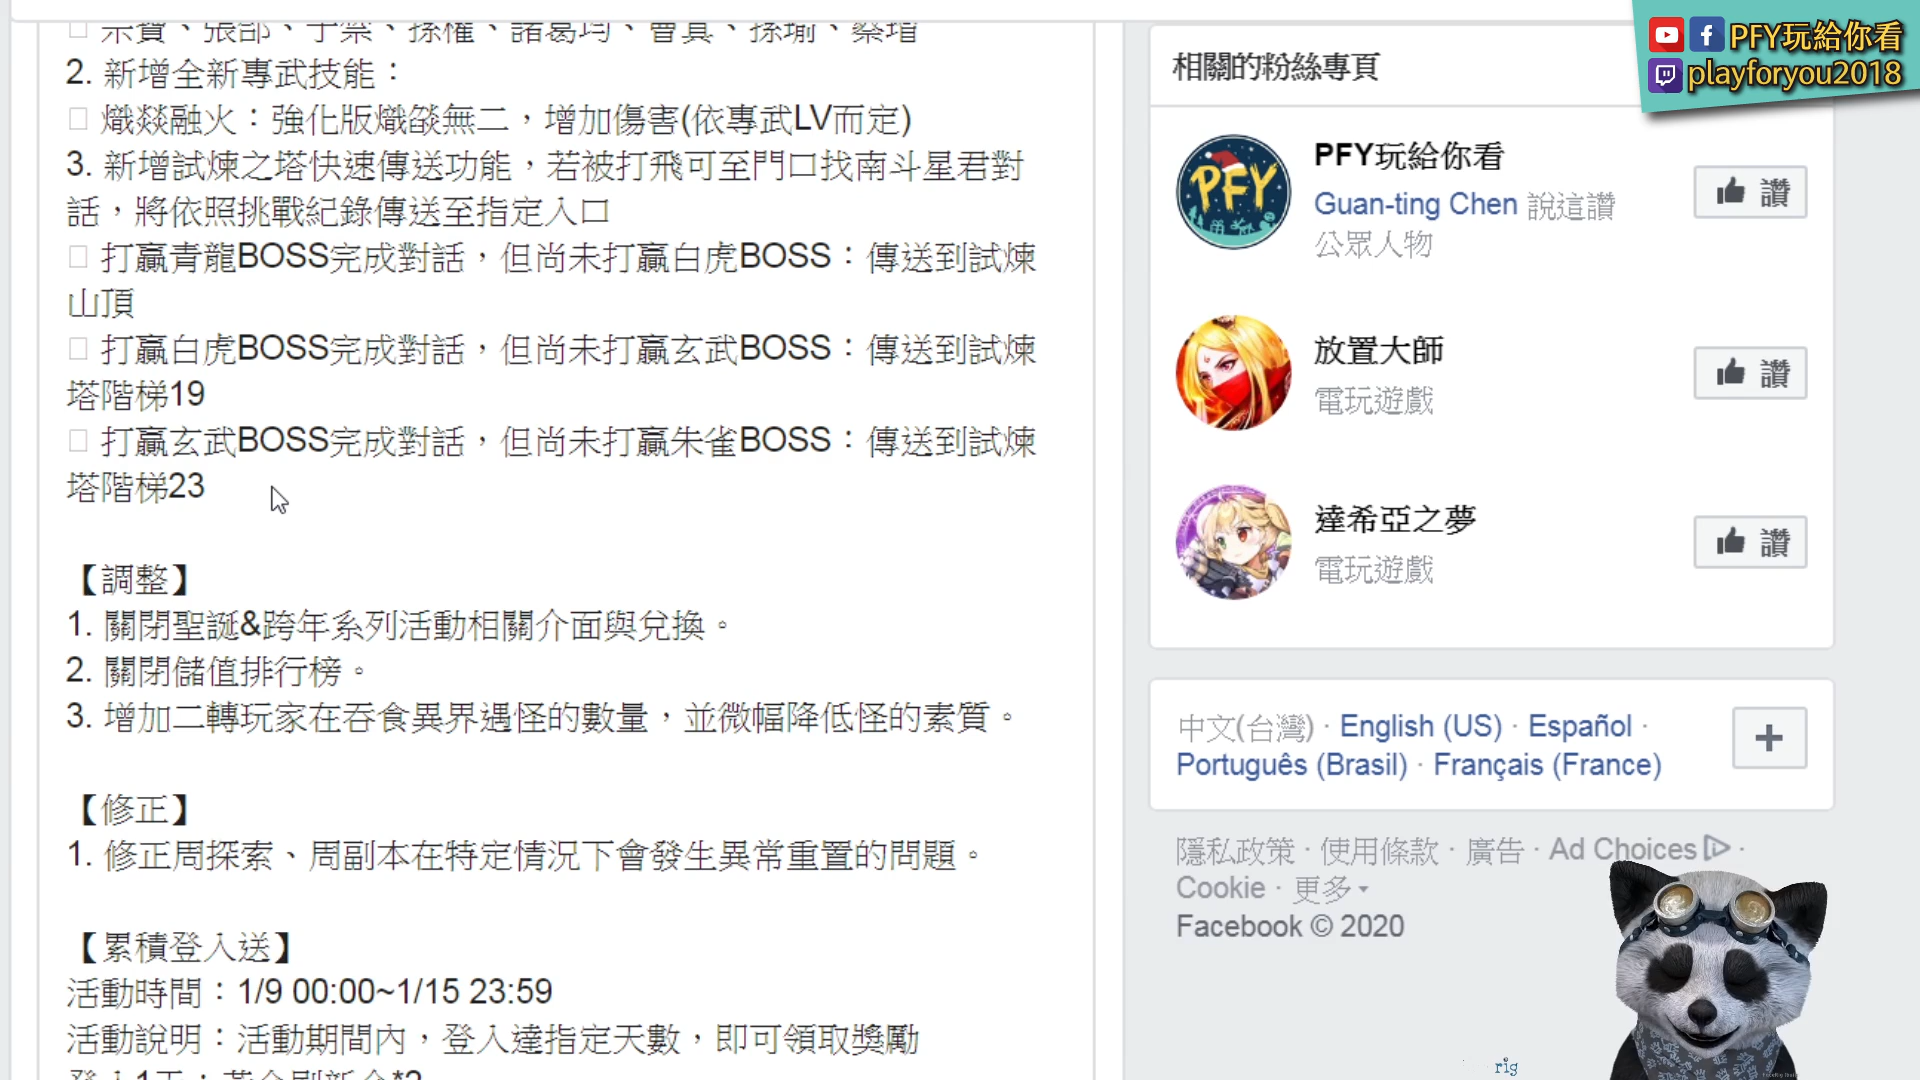 宗寶、張郃、于禁、孫權、諸葛均、曹真、孫瑜、蔡瑁
2. 新增全新專武技能：
熾燚融火：強化版熾燄無二，增加傷害(依專武LV而定)
3. 新增試煉之塔快速傳送功能，若被打飛可至門口找南斗星君對
話，將依照挑戰紀錄傳送至指定入口
打贏青龍BOSS完成對話，但尚未打贏白虎BOSS：傳送到試煉
山頂
打贏白虎BOSS完成對話，但尚未打贏玄武BOSS：傳送到試煉
塔階梯19
打贏玄武BOSS完成對話，但尚未打贏朱雀BOSS：傳送到試煉
塔階梯23
【調整】
1. 關閉聖誕&跨年系列活動相關介面與兌換。
2. 關閉儲值排行榜。
3. 增加二轉玩家在吞食異界遇怪的數量，並微幅降低怪的素質。
【修正】
1. 修正周探索、周副本在特定情況下會發生異常重置的問題。
【累積登入送】
活動時間：1/9 00:00~1/15 23:59
活動說明：活動期間內，登入達指定天數，即可領取獎勵
相關的粉絲專頁
PFY玩給你看
Guan-ting Chen 說這讚
公眾人物
讚
放置大師
電玩遊戲
讚
達希亞之夢
電玩遊戲
讚
中文(台灣) · English (US) · Español ·
Português (Brasil) · Français (France)
隱私政策 · 使用條款 · 廣告 · Ad Choices ·
Cookie · 更多
Facebook © 2020
PFY玩給你看
playforyou2018
PFY
rig